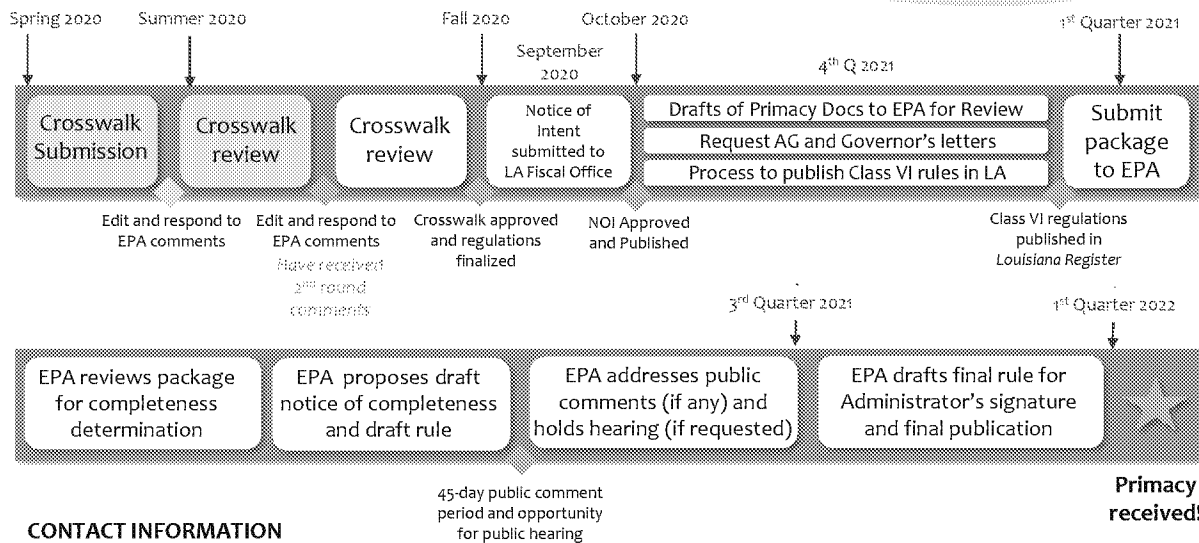 Spring 2020
Summer 2020
Fall 2020
October 2020
1st Quarter 2021
September
2020
4th Q 2021
Crosswalk
Submission
Crosswalk
review
Crosswalk
review
Notice of
Intent
submitted to
LA Fiscal Office
Drafts of Primacy Docs to EPA for Review
Request AG and Governor's letters
Process to publish Class VI rules in LA
Submit
package
to EPA
Edit and respond to
EPA comments
Edit and respond to
EPA comments
Have received
2nd round
comments
Crosswalk approved
and regulations
finalized
NOI Approved
and Published
Class VI regulations
published in
Louisiana Register
3rd Quarter 2021
1st Quarter 2022
EPA reviews package
for completeness
determination
EPA proposes draft
notice of completeness
and draft rule
EPA addresses public
comments (if any) and
holds hearing (if requested)
EPA drafts final rule for
Administrator's signature
and final publication
45-day public comment
period and opportunity
for public hearing
Primacy
received!
CONTACT INFORMATION